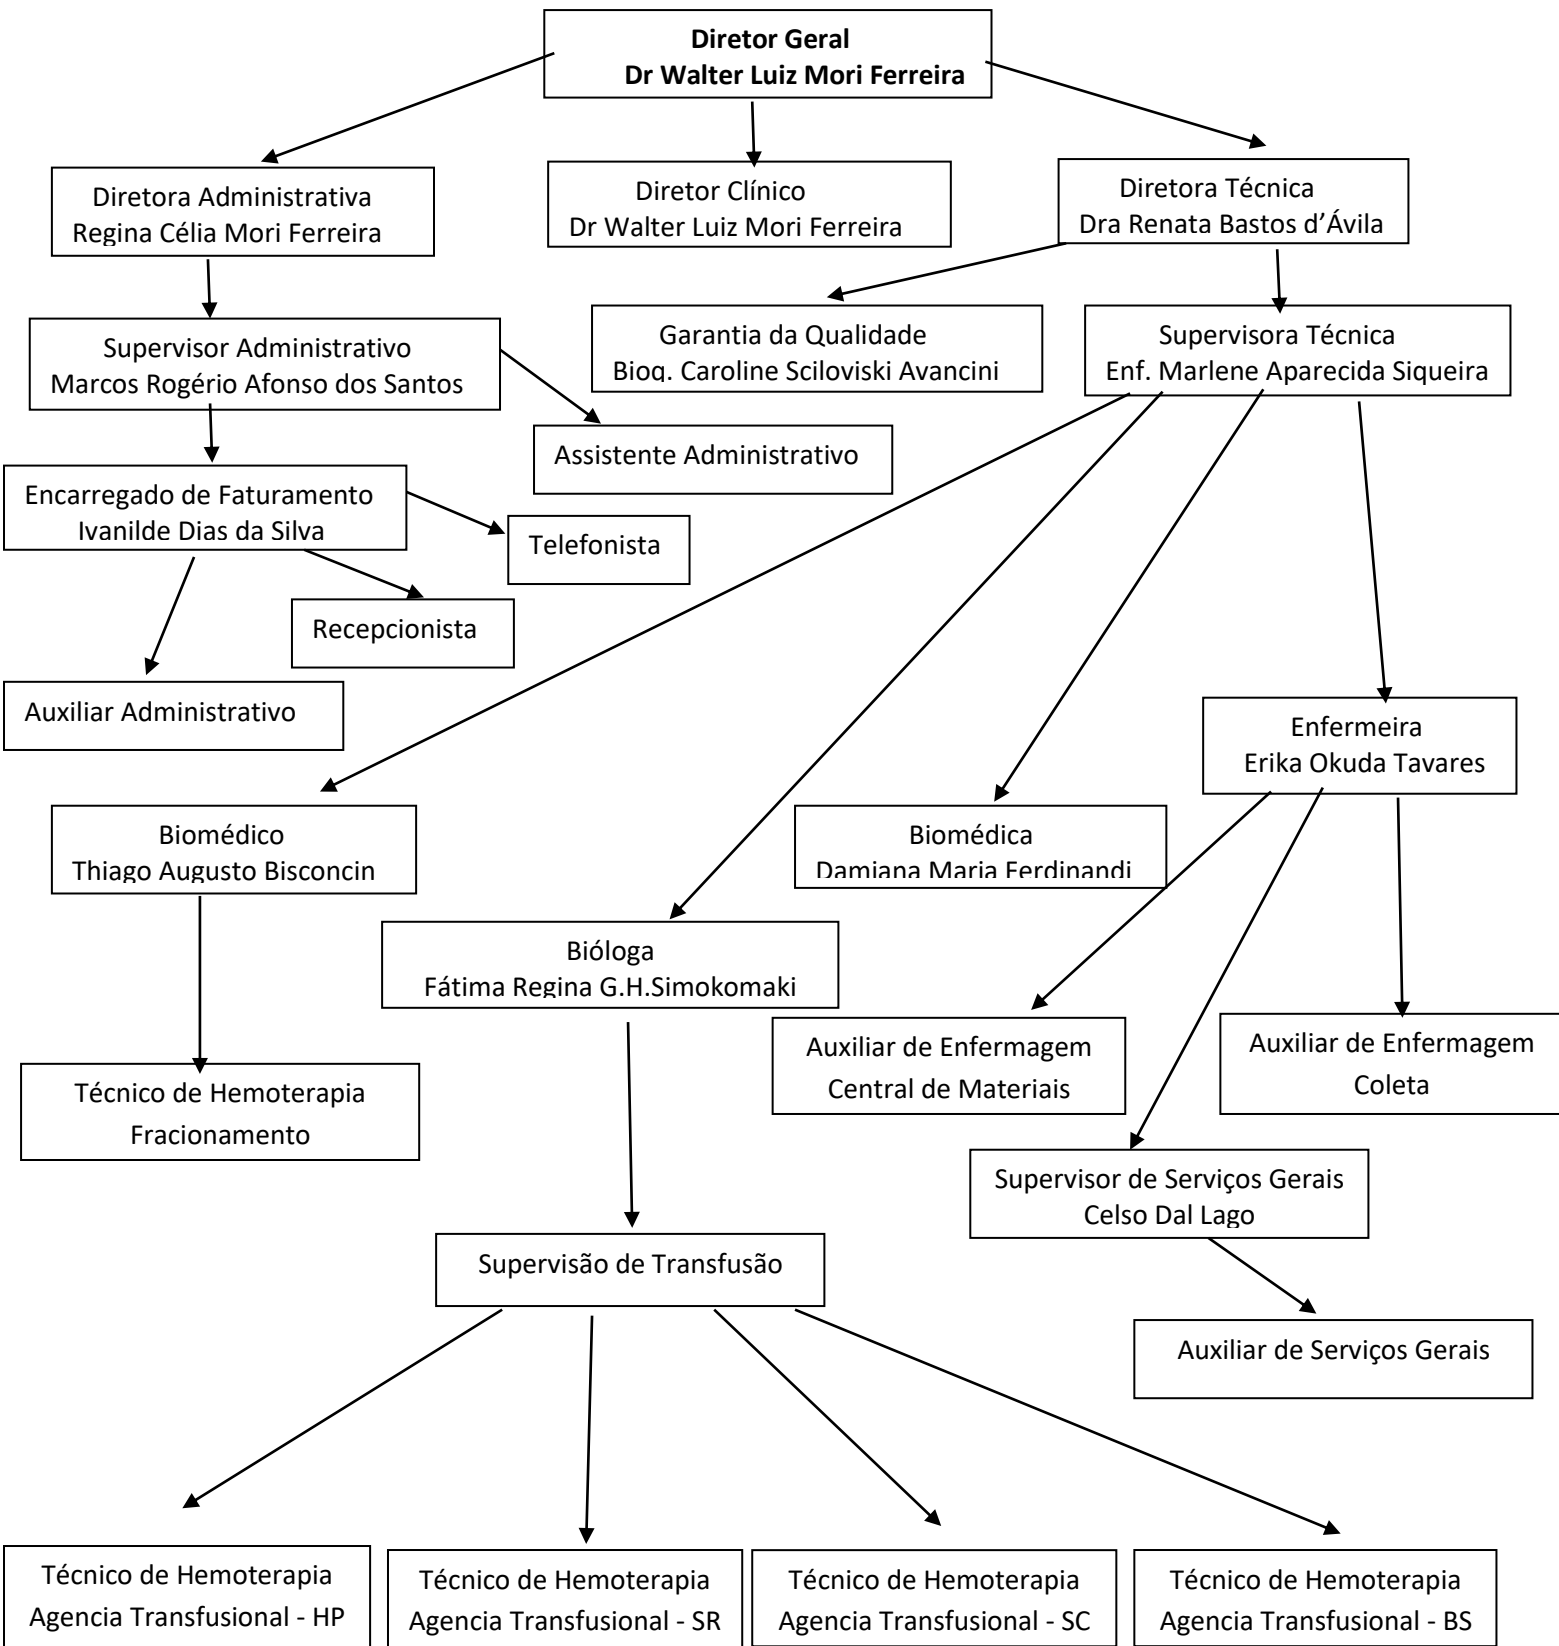 Diretor Geral
Dr Walter Luiz Mori Ferreira
Diretora Administrativa
Regina Célia Mori Ferreira
Diretor Clínico
Dr Walter Luiz Mori Ferreira
Diretora Técnica
Dra Renata Bastos d’Ávila
Supervisor Administrativo
Marcos Rogério Afonso dos Santos
Garantia da Qualidade
Bioq. Caroline Sciloviski Avancini
Supervisora Técnica
Enf. Marlene Aparecida Siqueira
Assistente Administrativo
Encarregado de Faturamento
Ivanilde Dias da Silva
Telefonista
Recepcionista
Auxiliar Administrativo
Enfermeira
Erika Okuda Tavares
Biomédico
Thiago Augusto Bisconcin
Biomédica
Damiana Maria Ferdinandi
Bióloga
Fátima Regina G.H.Simokomaki
Auxiliar de Enfermagem
Central de Materiais
Auxiliar de Enfermagem
Coleta
Técnico de Hemoterapia
Fracionamento
Supervisor de Serviços Gerais
Celso Dal Lago
Supervisão de Transfusão
Auxiliar de Serviços Gerais
Técnico de Hemoterapia
Agencia Transfusional - HP
Técnico de Hemoterapia
Agencia Transfusional - SR
Técnico de Hemoterapia
Agencia Transfusional - SC
Técnico de Hemoterapia
Agencia Transfusional - BS